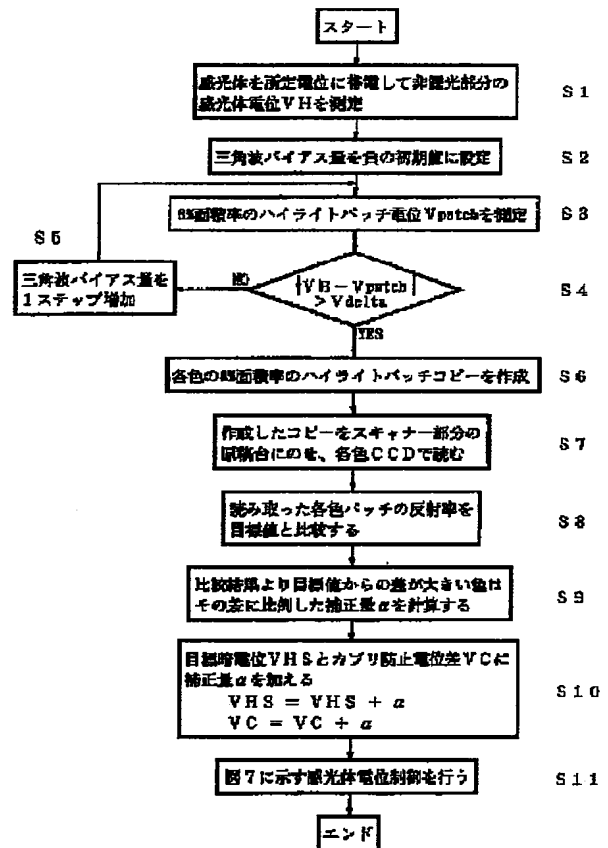 スタート
感光体を所定電位に帯電して非露光部分の
感光体電位VHを測定
S1
三角波バイアス量を負の初期値に設定
S2
面積率のハイライトパッチ電位Vpatchを測定
S3
S5
三角波バイアス量を
1ステップ増加
NO
|VH-Vpatch|
>Vdelta
S4
YES
各色の面積率のハイライトパッチコピーを作成
S6
作成したコピーをスキャナー部分の
原稿台にのせ、各色CCDで読む
S7
読み取った各色パッチの反射率を
目標値と比較する
S8
比較結果より目標値からの差が大きい色は
その差に比例した補正量αを計算する
S9
目標暗電位VHSとカブリ防止電位差VCに
補正量αを加える
VHS = VHS + α
VC = VC + α
S10
図7に示す感光体電位制御を行う
S11
エンド